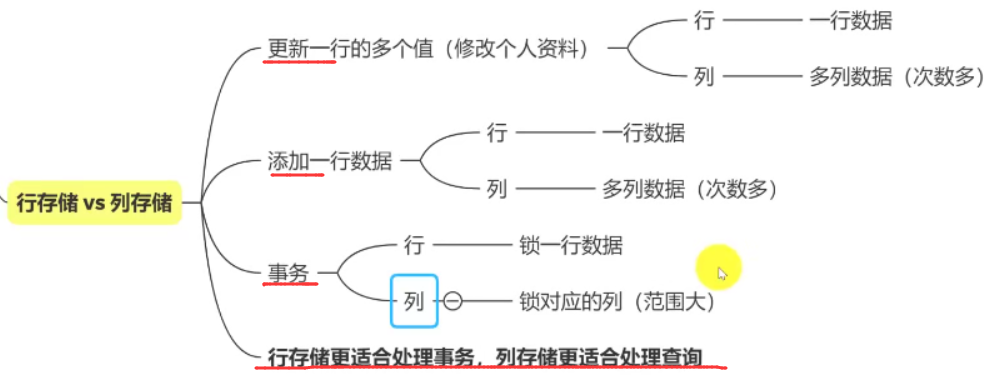 行存储 vs 列存储
更新一行的多个值（修改个人资料）
行
一行数据
列
多列数据（次数多）
添加一行数据
行
一行数据
列
多列数据（次数多）
事务
行
锁一行数据
列
锁对应的列（范围大）
行存储更适合处理事务，列存储更适合处理查询